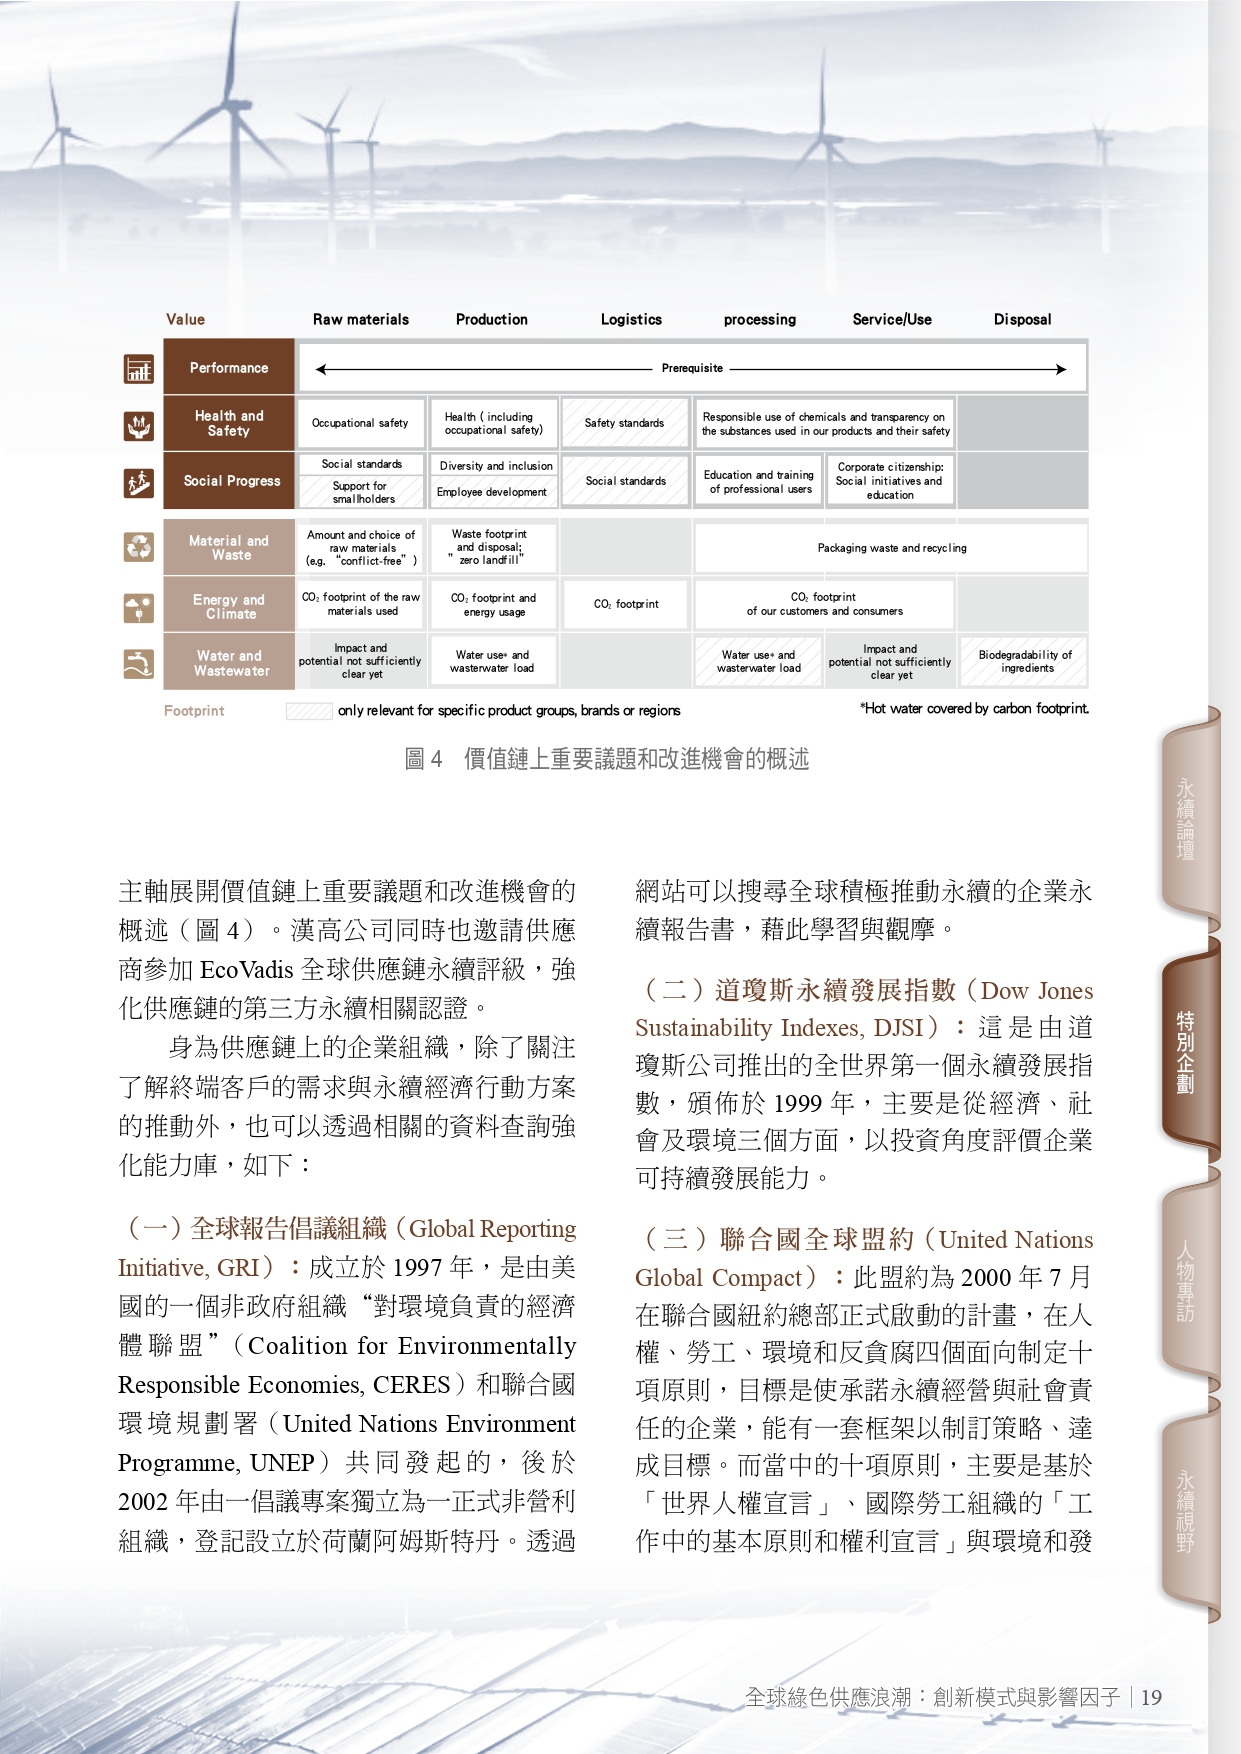 Value Raw materials Production Logistics processing Service/Use Disposal
Performance
Prerequisite
Health and
Safety
Occupational safety
Health ( including
occupational safety)
Safety standards
Responsible use of chemicals and transparency on
the substances used in our products and their safety
Social Progress
Social standards
Support for
smallholders
Diversity and inclusion
Employee development
Social standards
Education and training
of professional users
Corporate citizenship:
Social initiatives and
education
Material and
Waste
Amount and choice of
raw materials
(e.g. “conflict-free” )
Waste footprint
and disposal;
”zero landfill”
Packaging waste and recycling
Energy and
Climate
CO₂ footprint of the raw
materials used
CO₂ footprint and
energy usage
CO₂ footprint
CO₂ footprint
of our customers and consumers
Water and
Wastewater
Impact and
potential not sufficiently
clear yet
Water use* and
wasterwater load
Water use* and
wasterwater load
Impact and
potential not sufficiently
clear yet
Biodegradability of
ingredients
Footprint
only relevant for specific product groups, brands or regions
*Hot water covered by carbon footprint.
圖 4　價值鏈上重要議題和改進機會的概述
主軸展開價值鏈上重要議題和改進機會的
概述（圖 4）。漢高公司同時也邀請供應
商參加 EcoVadis 全球供應鏈永續評級，強
化供應鏈的第三方永續相關認證。
身為供應鏈上的企業組織，除了關注
了解終端客戶的需求與永續經濟行動方案
的推動外，也可以透過相關的資料查詢強
化能力庫，如下：
（一）全球報告倡議組織（Global Reporting
Initiative, GRI）：成立於 1997 年，是由美
國的一個非政府組織“對環境負責的經濟
體聯盟”（Coalition for Environmentally
Responsible Economies, CERES）和聯合國
環境規劃署（United Nations Environment
Programme, UNEP）共同發起的，後於
2002 年由一倡議專案獨立為一正式非營利
組織，登記設立於荷蘭阿姆斯特丹。透過
網站可以搜尋全球積極推動永續的企業永
續報告書，藉此學習與觀摩。
（二）道瓊斯永續發展指數（Dow Jones
Sustainability Indexes, DJSI）：這是由道
瓊斯公司推出的全世界第一個永續發展指
數，頒佈於 1999 年，主要是從經濟、社
會及環境三個方面，以投資角度評價企業
可持續發展能力。
（三）聯合國全球盟約（United Nations
Global Compact）：此盟約為 2000 年 7 月
在聯合國紐約總部正式啟動的計畫，在人
權、勞工、環境和反貪腐四個面向制定十
項原則，目標是使承諾永續經營與社會責
任的企業，能有一套框架以制訂策略、達
成目標。而當中的十項原則，主要是基於
「世界人權宣言」、國際勞工組織的「工
作中的基本原則和權利宣言」與環境和發
永續論壇
特別企劃
人物專訪
永續視野
全球綠色供應浪潮：創新模式與影響因子｜19